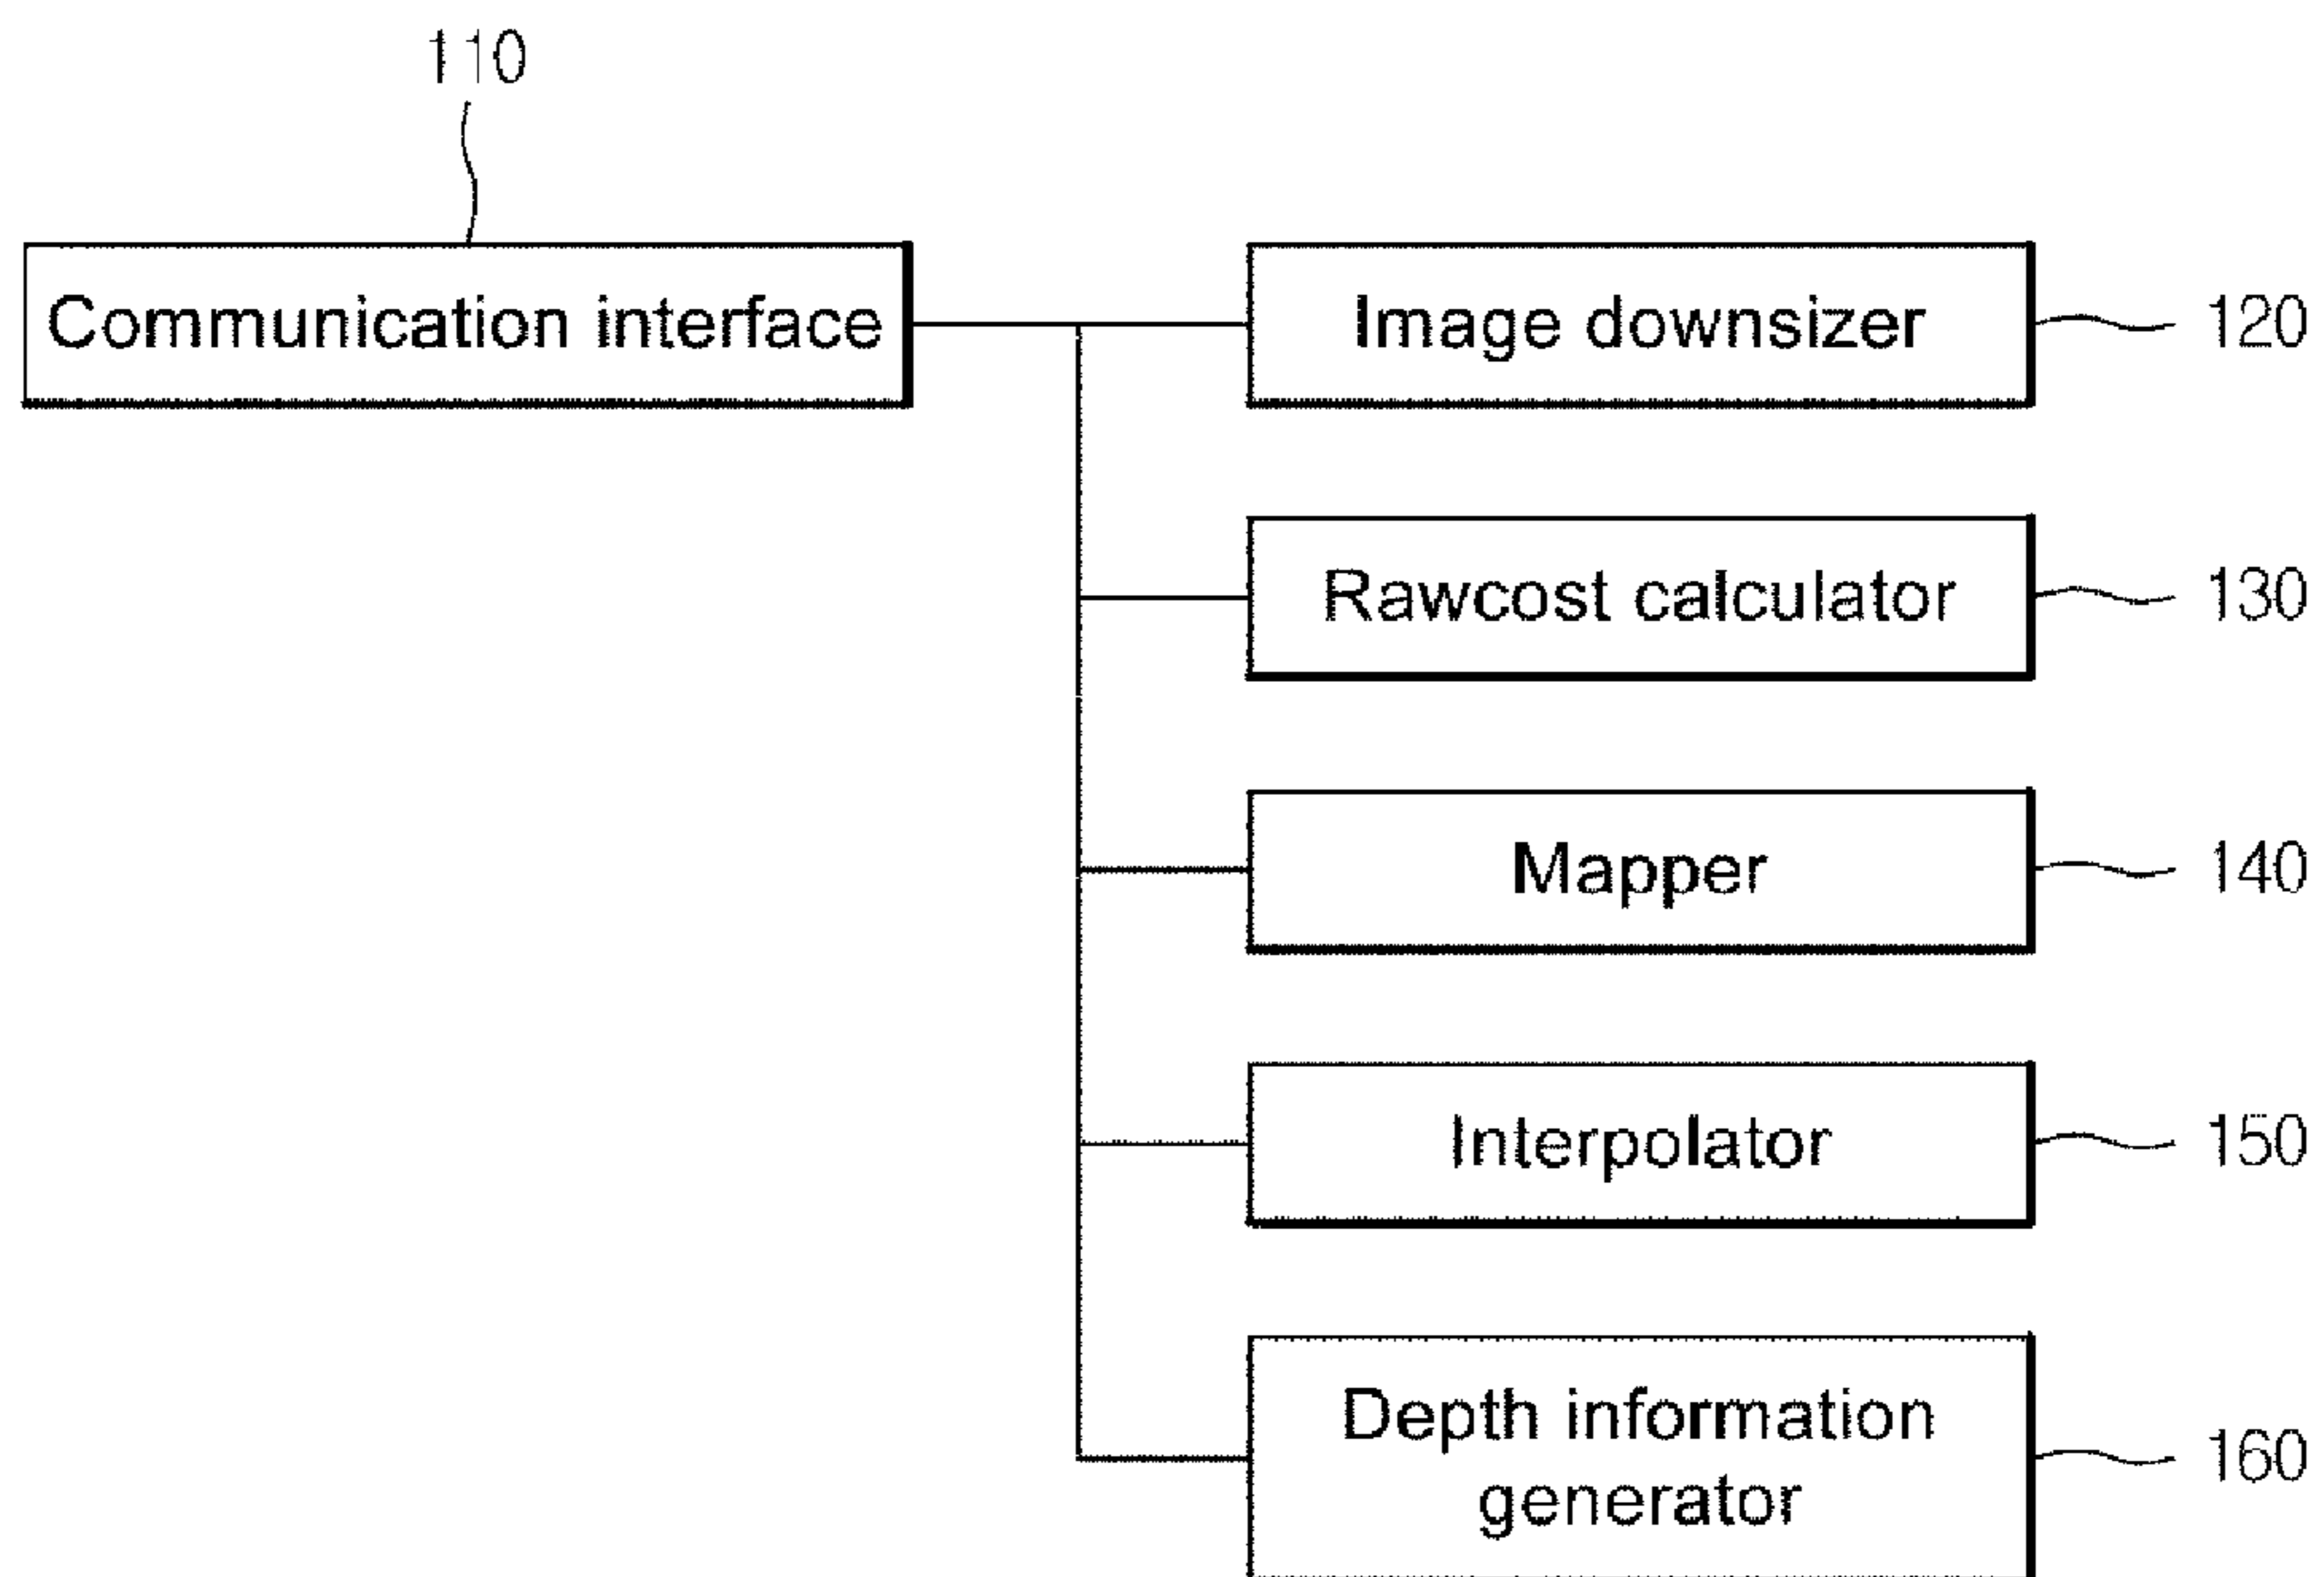 110
Communication interface
Image downsizer
120
Rawcost calculator
130
Mapper
140
Interpolator
150
Depth information
generator
160